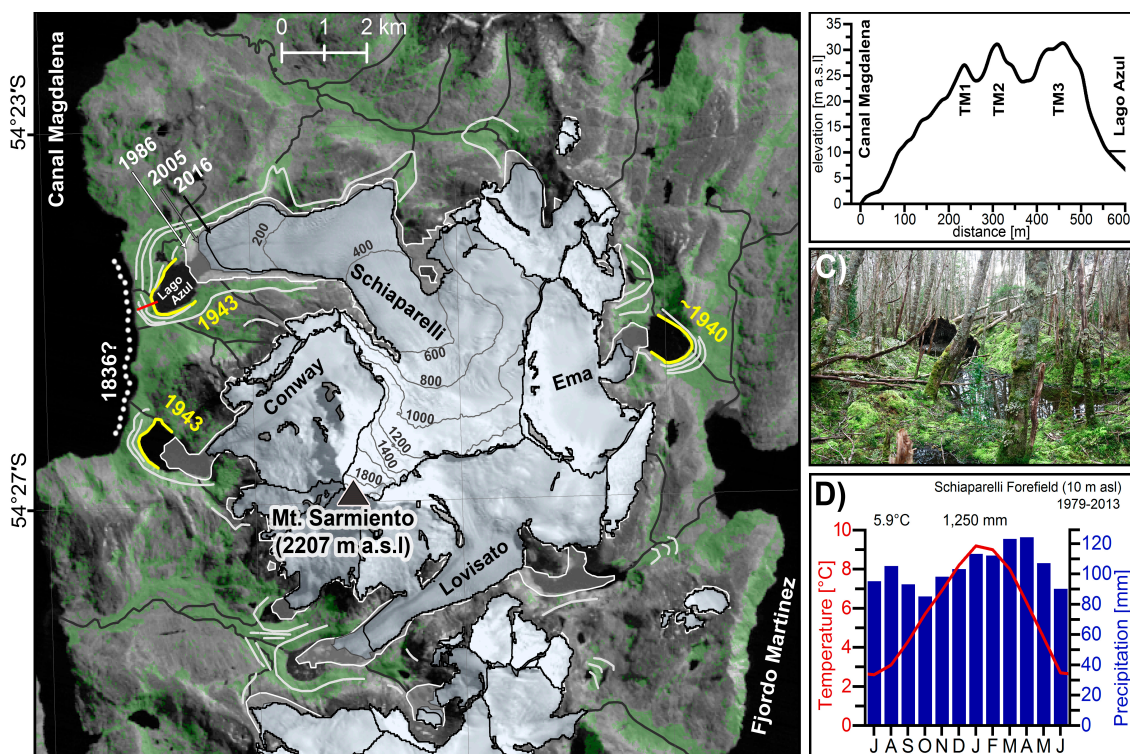 0 1 2 km
54°23'S
54°27'S
Canal Magdalena
1986
2005
2016
200
400
600
800
1000
1200
1400
1800
Schiaparelli
Lago
Azul
1943
1836?
1943
Conway
Ema
~1940
Mt. Sarmiento
(2207 m a.s.l)
Lovisato
Fjordo Martinez
elevation [m a.s.l]
35
30
25
20
15
10
5
0
Canal Magdalena
TM1
TM2
TM3
Lago Azul
0 100 200 300 400 500 600
distance [m]
C)
D)
Schiaparelli Forefield (10 m asl)
1979-2013
5.9°C 1,250 mm
Temperature [°C]
10
8
6
4
2
0
Precipitation [mm]
120
100
80
60
40
20
0
J A S O N D J F M A M J